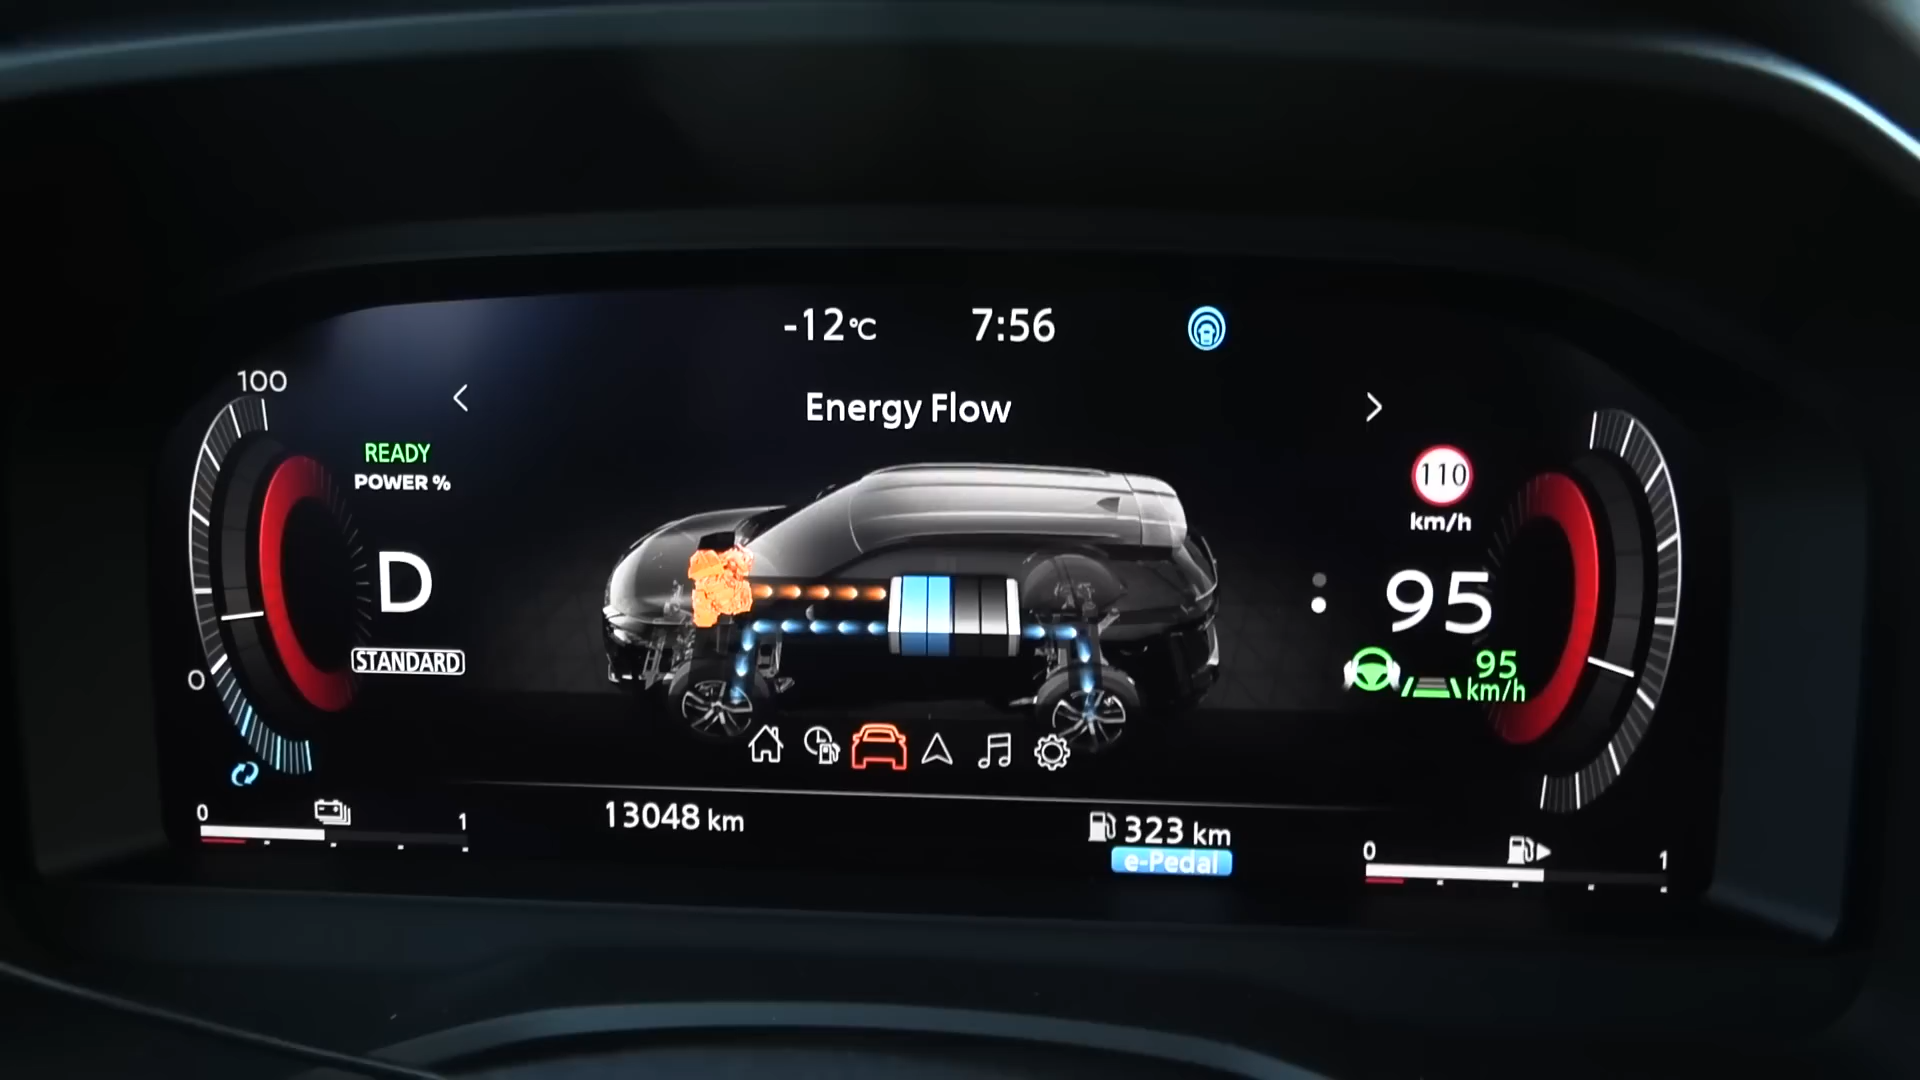 -12°C 7:56
100
Energy Flow
READY
POWER %
110
km/h
D
95
STANDARD
95
km/h
0
0 1
13048 km
323 km
e-Pedal
0 1